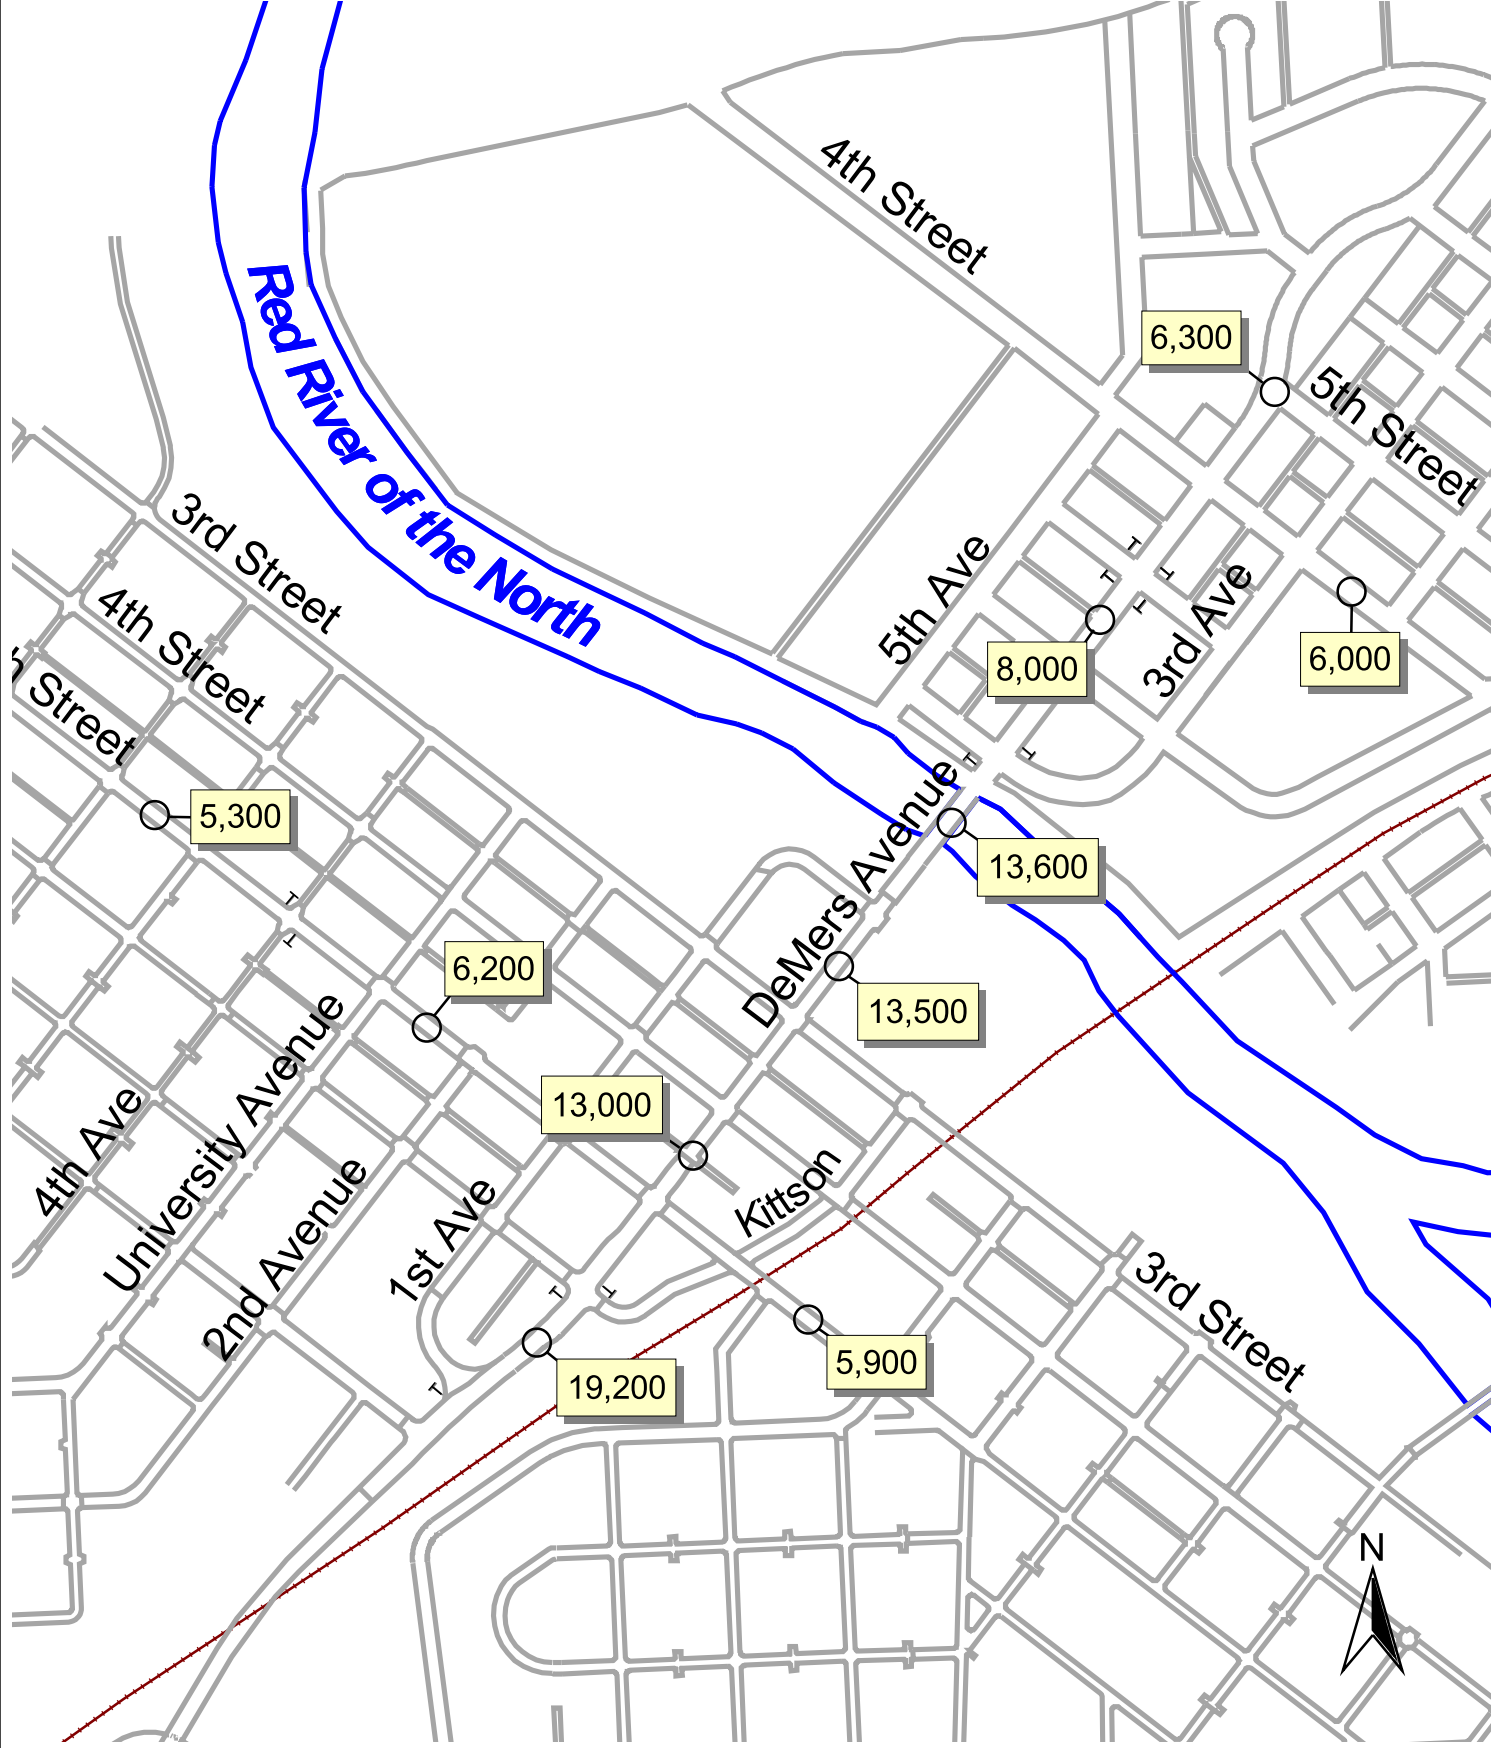 4th Street
Red River of the North
6,300
5th Street
3rd Street
5th Ave
3rd Ave
4th Street
8,000
6,000
h Street
5,300
DeMers Avenue
13,600
6,200
13,500
University Avenue
4th Ave
13,000
Kittson
2nd Avenue
1st Ave
3rd Street
5,900
19,200
N